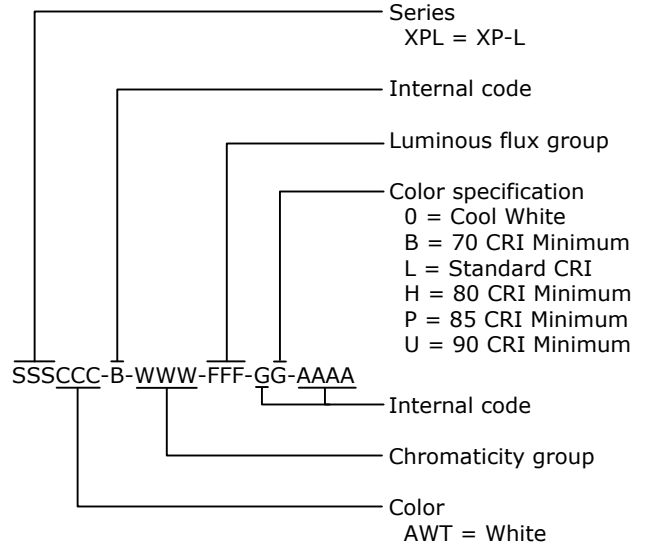 Series
XPL = XP-L
Internal code
Luminous flux group
Color specification
0 = Cool White
B = 70 CRI Minimum
L = Standard CRI
H = 80 CRI Minimum
P = 85 CRI Minimum
U = 90 CRI Minimum
SSSCCC-B-WWW-FFF-GG-AAAA
Internal code
Chromaticity group
Color
AWT = White